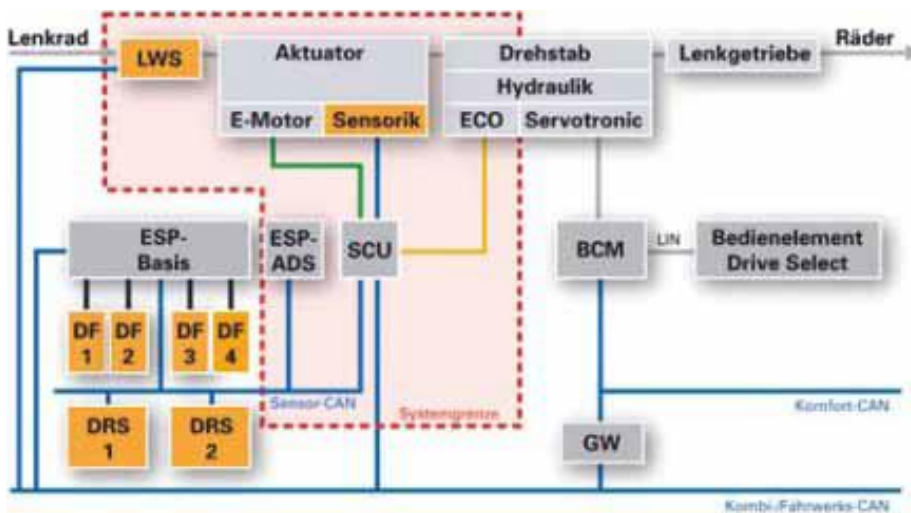 Lenkrad
LWS
Aktuator
E-Motor
Sensorik
Drehstab
Hydraulik
ECO
Servotronic
Lenkgetriebe
Räder
ESP-
Basis
ESP-
ADS
SCU
BCM
LIN
Bedienelement
Drive Select
DF
1
DF
2
DF
3
DF
4
Sensor-CAN
Systemgrenze
Komfort-CAN
DRS
1
DRS
2
GW
Kombi-/Fahrwerks-CAN